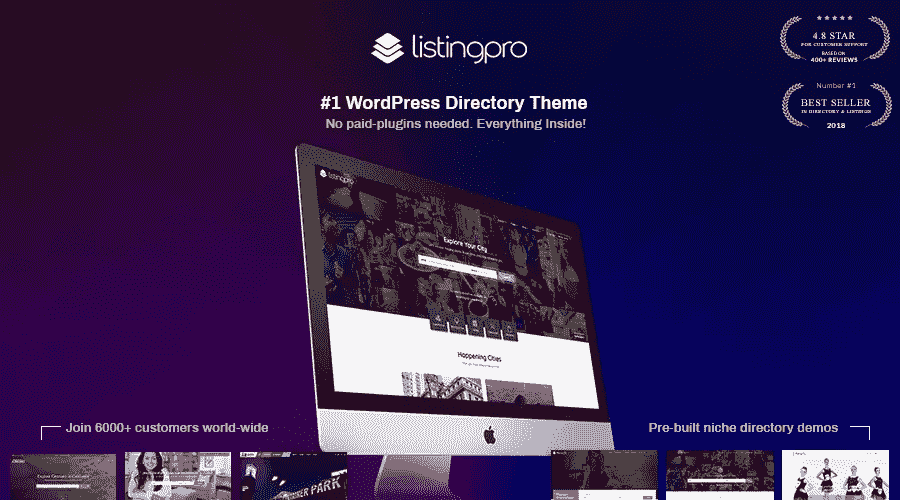 listingpro
#1 WordPress Directory Theme
No paid-plugins needed. Everything Inside!
4.8 STAR
FOR CUSTOMER SUPPORT
BASED ON
400+ REVIEWS
Number #1
BEST SELLER
IN DIRECTORY & LISTINGS
2018
listingpro
Explore Your City
Happening Cities
Join 6000+ customers world-wide
Pre-built niche directory demos
PARK